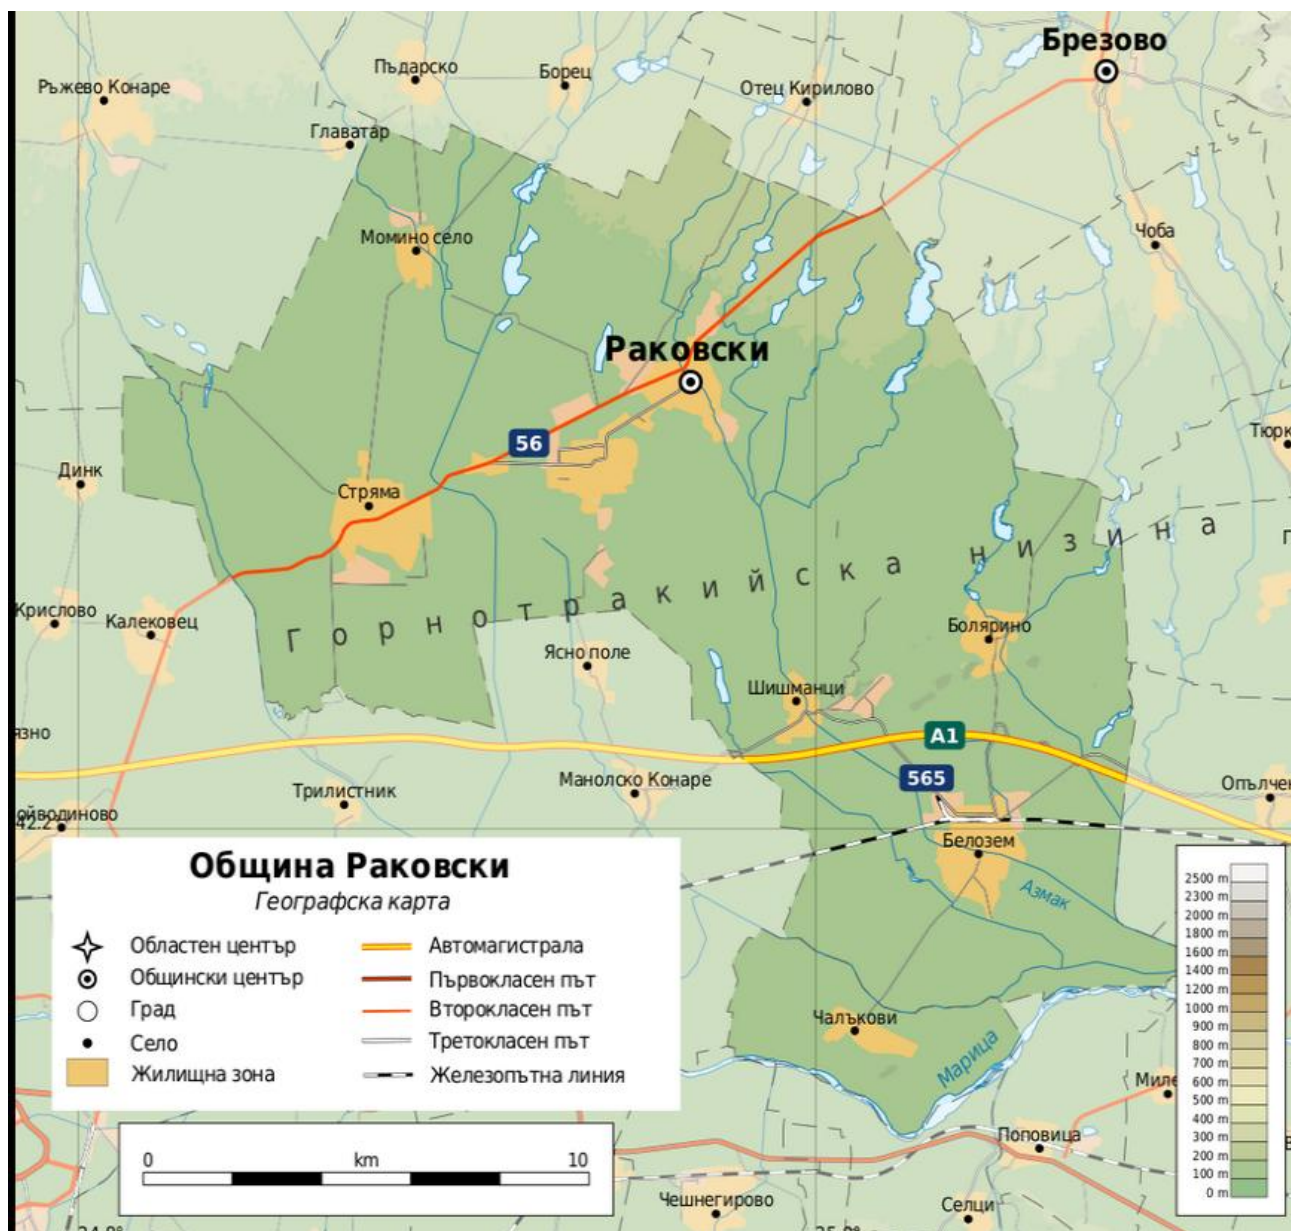 Брезово
Пъдарско
Борец
Ръжево Конаре
Отец Кирилово
Главатар
Момино село
Чоба
Раковски
56
Тюрк
Динк
Стряма
Горнотракийска низина
Крислово
Калековец
Болярино
Ясно поле
Шишманци
язно
A1
565
Манолско Конаре
Трилистник
Опълчен
ойводиново
42.2°
Белозем
Община Раковски
Географска карта
Областен център
Общински център
Град
Село
Жилищна зона
Автомагистрала
Първокласен път
Второкласен път
Третокласен път
Железопътна линия
Азмак
Чалъкови
Марица
Миле
Поповица
0 km 10
Чешнегирово
Селци
2500 m
2300 m
2000 m
1800 m
1600 m
1400 m
1200 m
1000 m
900 m
800 m
700 m
600 m
500 m
400 m
300 m
200 m
100 m
0 m